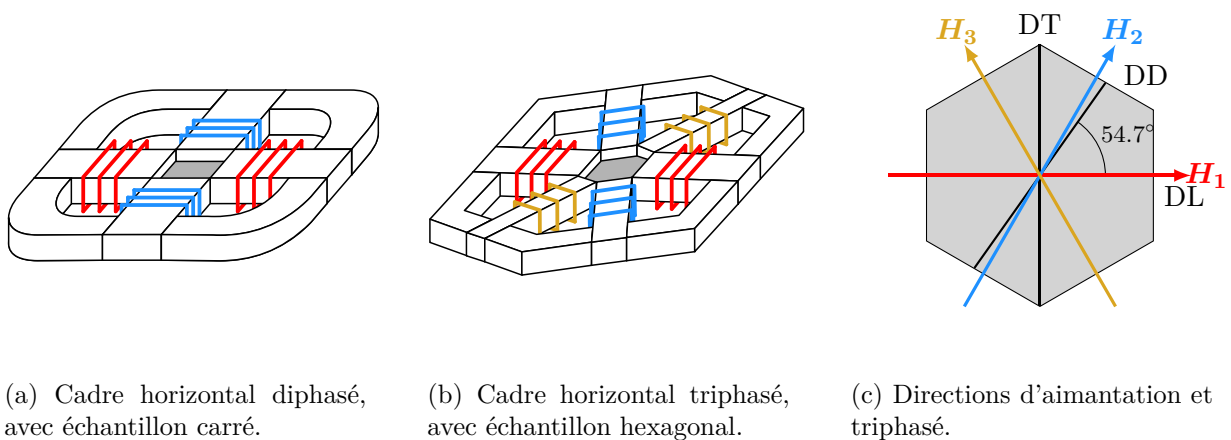 H₃
DT
H₂
DD
54.7°
H₁
DL
(a) Cadre horizontal diphasé,
avec échantillon carré.
(b) Cadre horizontal triphasé,
avec échantillon hexagonal.
(c) Directions d'aimantation et
triphasé.